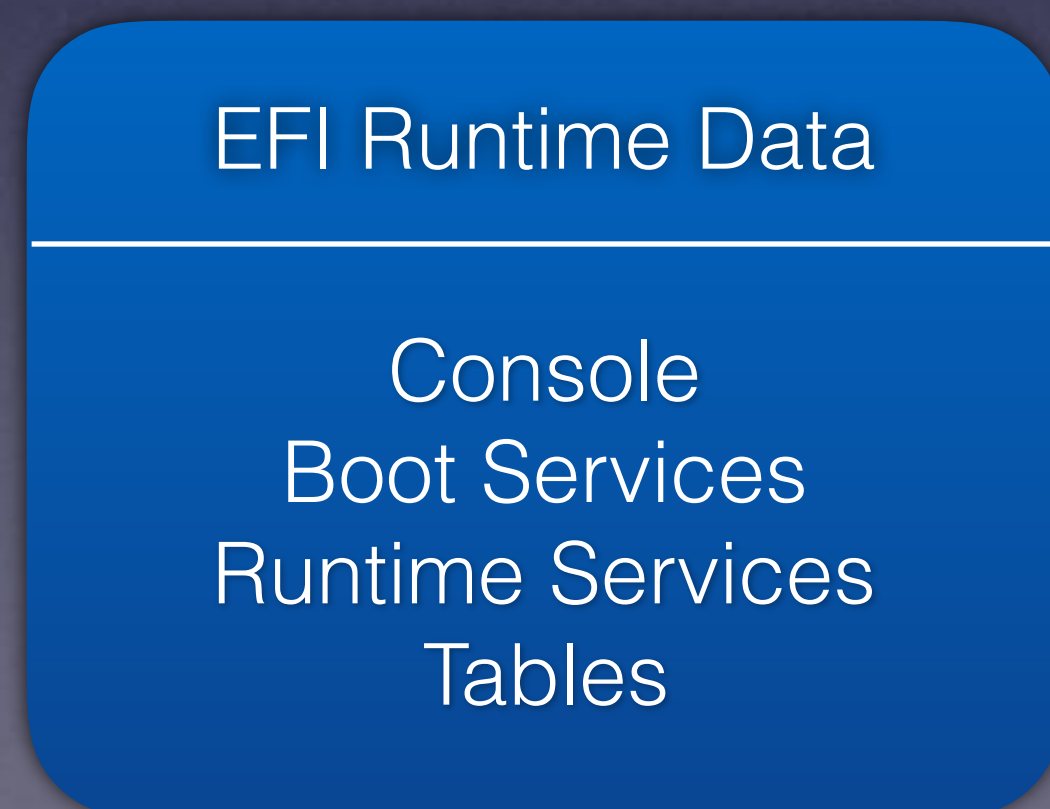 EFI Runtime Data
Console
Boot Services
Runtime Services
Tables